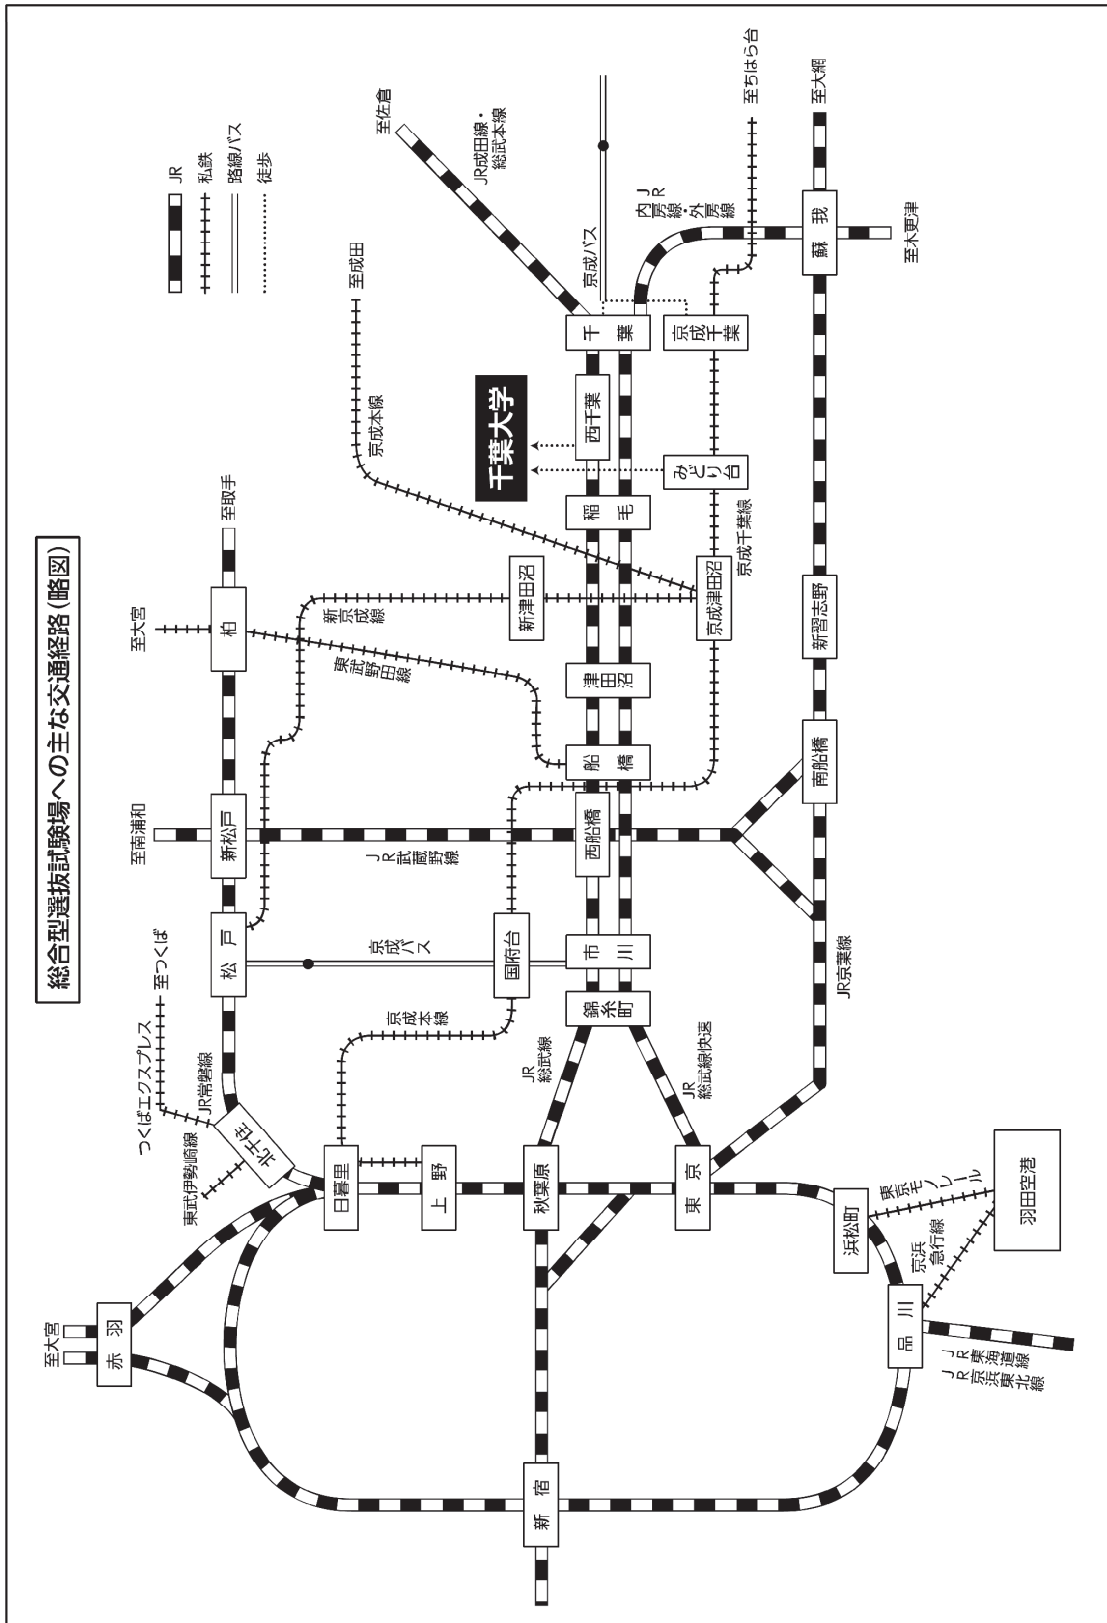 総合型選抜試験場への主な交通経路(略図)
JR
私鉄
路線バス
徒歩
至大宮
赤羽
東武伊勢崎線
つくばエクスプレス
至つくば
JR常磐線
北千住
松戸
至南浦和
新松戸
至大宮
柏
至取手
日暮里
上野
京成本線
国府台
京成バス
JR
武蔵野線
東武
野田線
新
京成線
新津田沼
京成本線
至成田
至佐倉
JR成田線・
総武本線
新宿
秋葉原
JR
総武線
錦糸町
市川
西船橋
船橋
津田沼
稲毛
西千葉
千葉大学
千葉
京成バス
東京
JR
総武線快速
京成津田沼
京成千葉線
みどり台
京成千葉
JR
内房線・外房線
至ちはら台
浜松町
東京モノレール
京浜
急行線
羽田空港
品川
JR東海道線
JR京浜東北線
JR京葉線
南船橋
新習志野
蘇我
至大網
至木更津